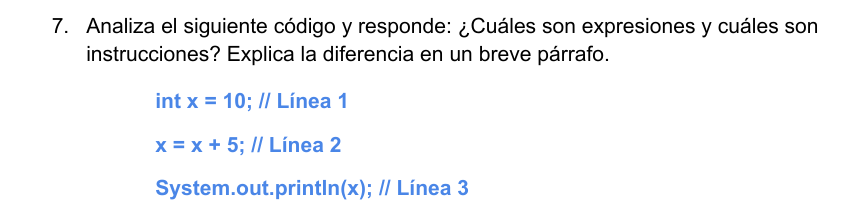 7. Analiza el siguiente código y responde: ¿Cuáles son expresiones y cuáles son
instrucciones? Explica la diferencia en un breve párrafo.
int x = 10; // Línea 1
x = x + 5; // Línea 2
System.out.println(x); // Línea 3